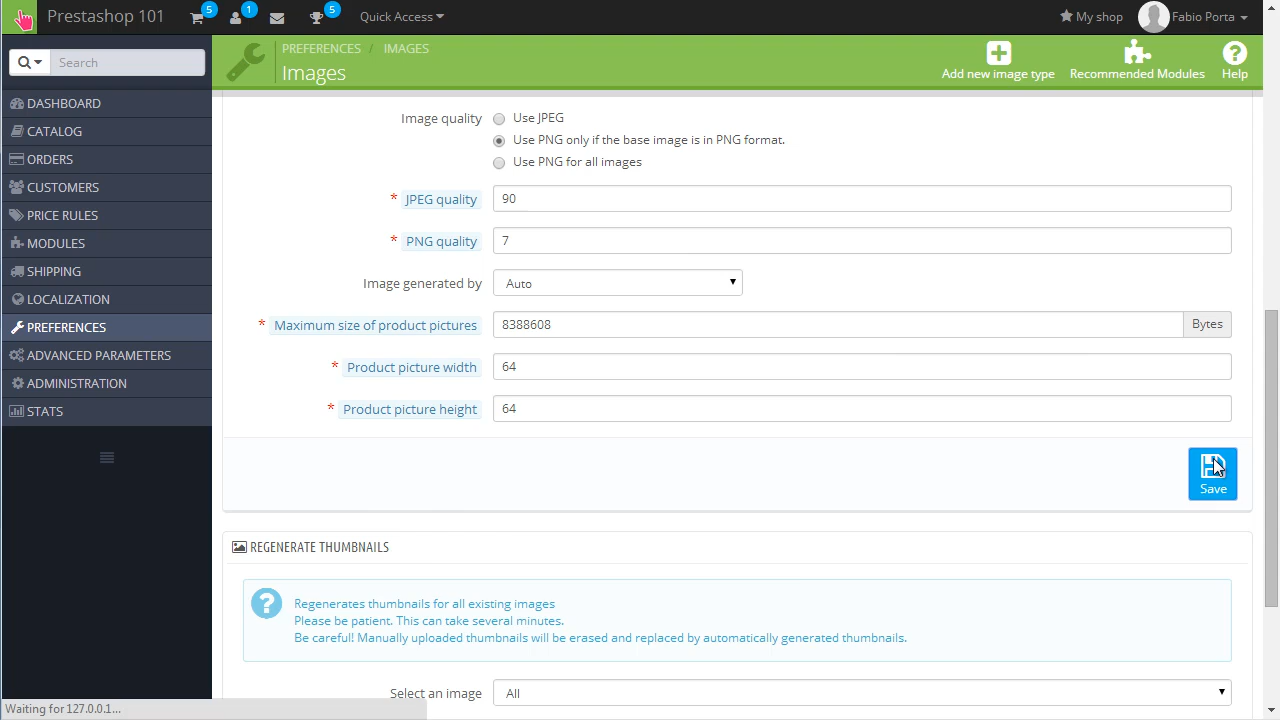 Prestashop 101
5
1
5
Quick Access
My shop
Fabio Porta
Search
PREFERENCES / IMAGES
Images
Add new image type
Recommended Modules
Help
DASHBOARD
CATALOG
ORDERS
CUSTOMERS
PRICE RULES
MODULES
SHIPPING
LOCALIZATION
PREFERENCES
ADVANCED PARAMETERS
ADMINISTRATION
STATS
Image quality
Use JPEG
Use PNG only if the base image is in PNG format.
Use PNG for all images
* JPEG quality 90
* PNG quality 7
Image generated by Auto
* Maximum size of product pictures 8388608 Bytes
* Product picture width 64
* Product picture height 64
Save
REGENERATE THUMBNAILS
Regenerates thumbnails for all existing images
Please be patient. This can take several minutes.
Be careful! Manually uploaded thumbnails will be erased and replaced by automatically generated thumbnails.
Select an image All
Waiting for 127.0.0.1...